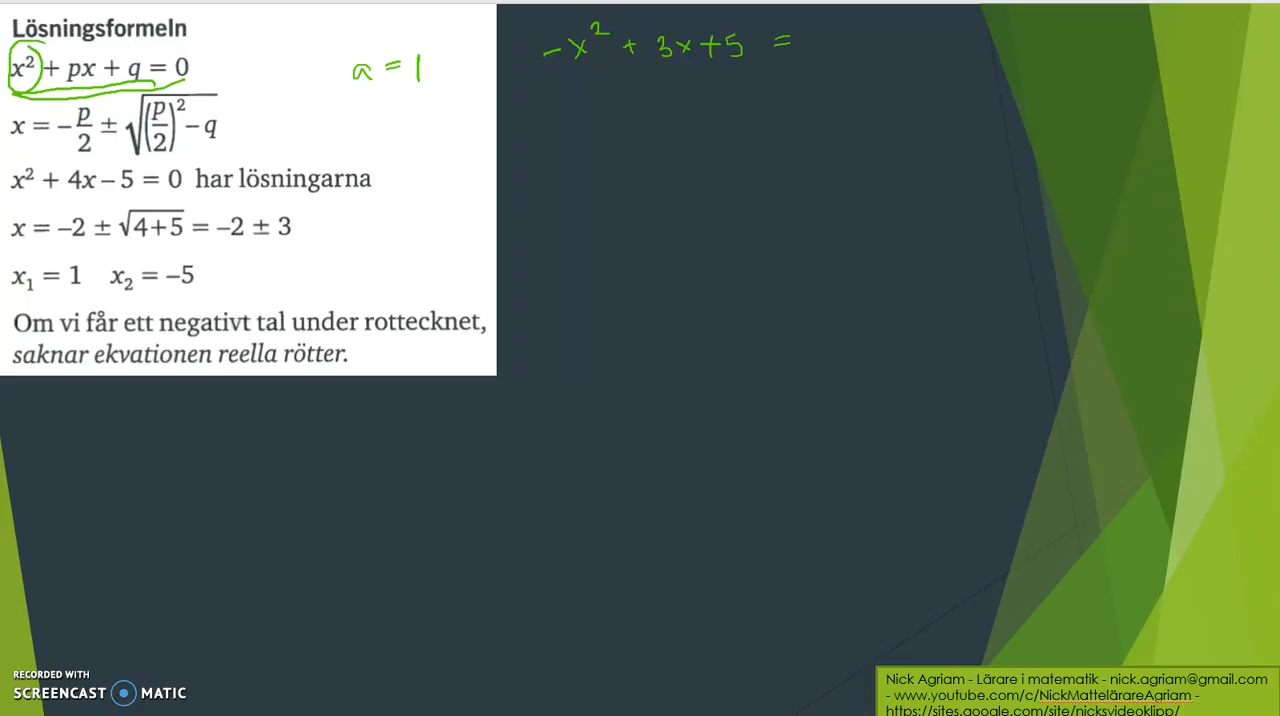 Lösningsformeln
x² + px + q = 0
a = 1
-x² + 3x + 5 =
x = -p/2 ± √((p/2)² - q)
x² + 4x – 5 = 0 har lösningarna
x = –2 ± √4+5 = –2 ± 3
x₁ = 1 x₂ = –5
Om vi får ett negativt tal under rottecknet,
saknar ekvationen reella rötter.
RECORDED WITH
SCREENCAST MATIC
Nick Agriam - Lärare i matematik - nick.agriam@gmail.com
- www.youtube.com/c/NickMattelärareAgriam -
https://sites.google.com/site/nicksvideoklipp/